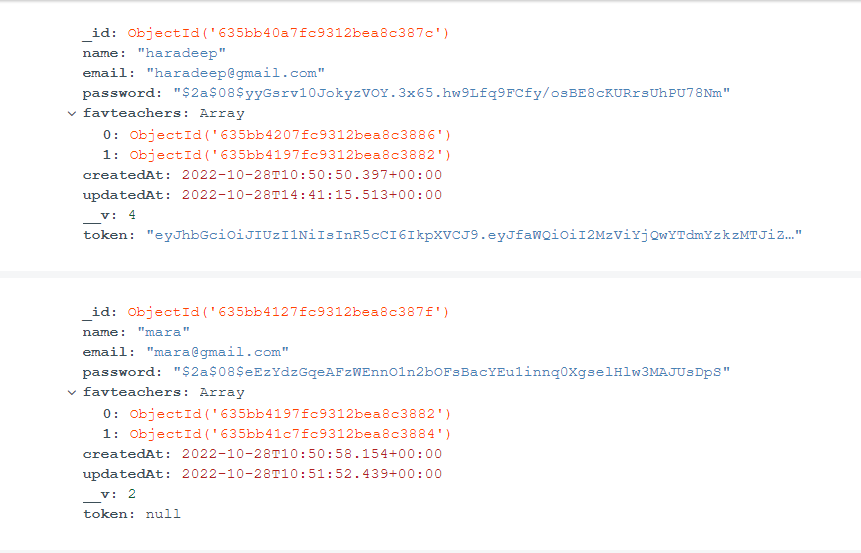 _id: ObjectId('635bb40a7fc9312bea8c387c')
name: "haradeep"
email: "haradeep@gmail.com"
password: "$2a$08$yyGsrv10JokyzVOY.3x65.hw9Lfq9FCfy/osBE8cKURrsUhPU78Nm"
favteachers: Array
0: ObjectId('635bb4207fc9312bea8c3886')
1: ObjectId('635bb4197fc9312bea8c3882')
createdAt: 2022-10-28T10:50:50.397+00:00
updatedAt: 2022-10-28T14:41:15.513+00:00
__v: 4
token: "eyJhbGciOiJIUzI1NiIsInR5cCI6IkpXVCJ9.eyJfaWQiOiI2MzViYjQwYTdmYzkzMTJiZ…"
_id: ObjectId('635bb4127fc9312bea8c387f')
name: "mara"
email: "mara@gmail.com"
password: "$2a$08$eEzYdzGqeAFzWEnnO1n2bOFsBacYEu1innq0XgselHlw3MAJUsDpS"
favteachers: Array
0: ObjectId('635bb4197fc9312bea8c3882')
1: ObjectId('635bb41c7fc9312bea8c3884')
createdAt: 2022-10-28T10:50:58.154+00:00
updatedAt: 2022-10-28T10:51:52.439+00:00
__v: 2
token: null